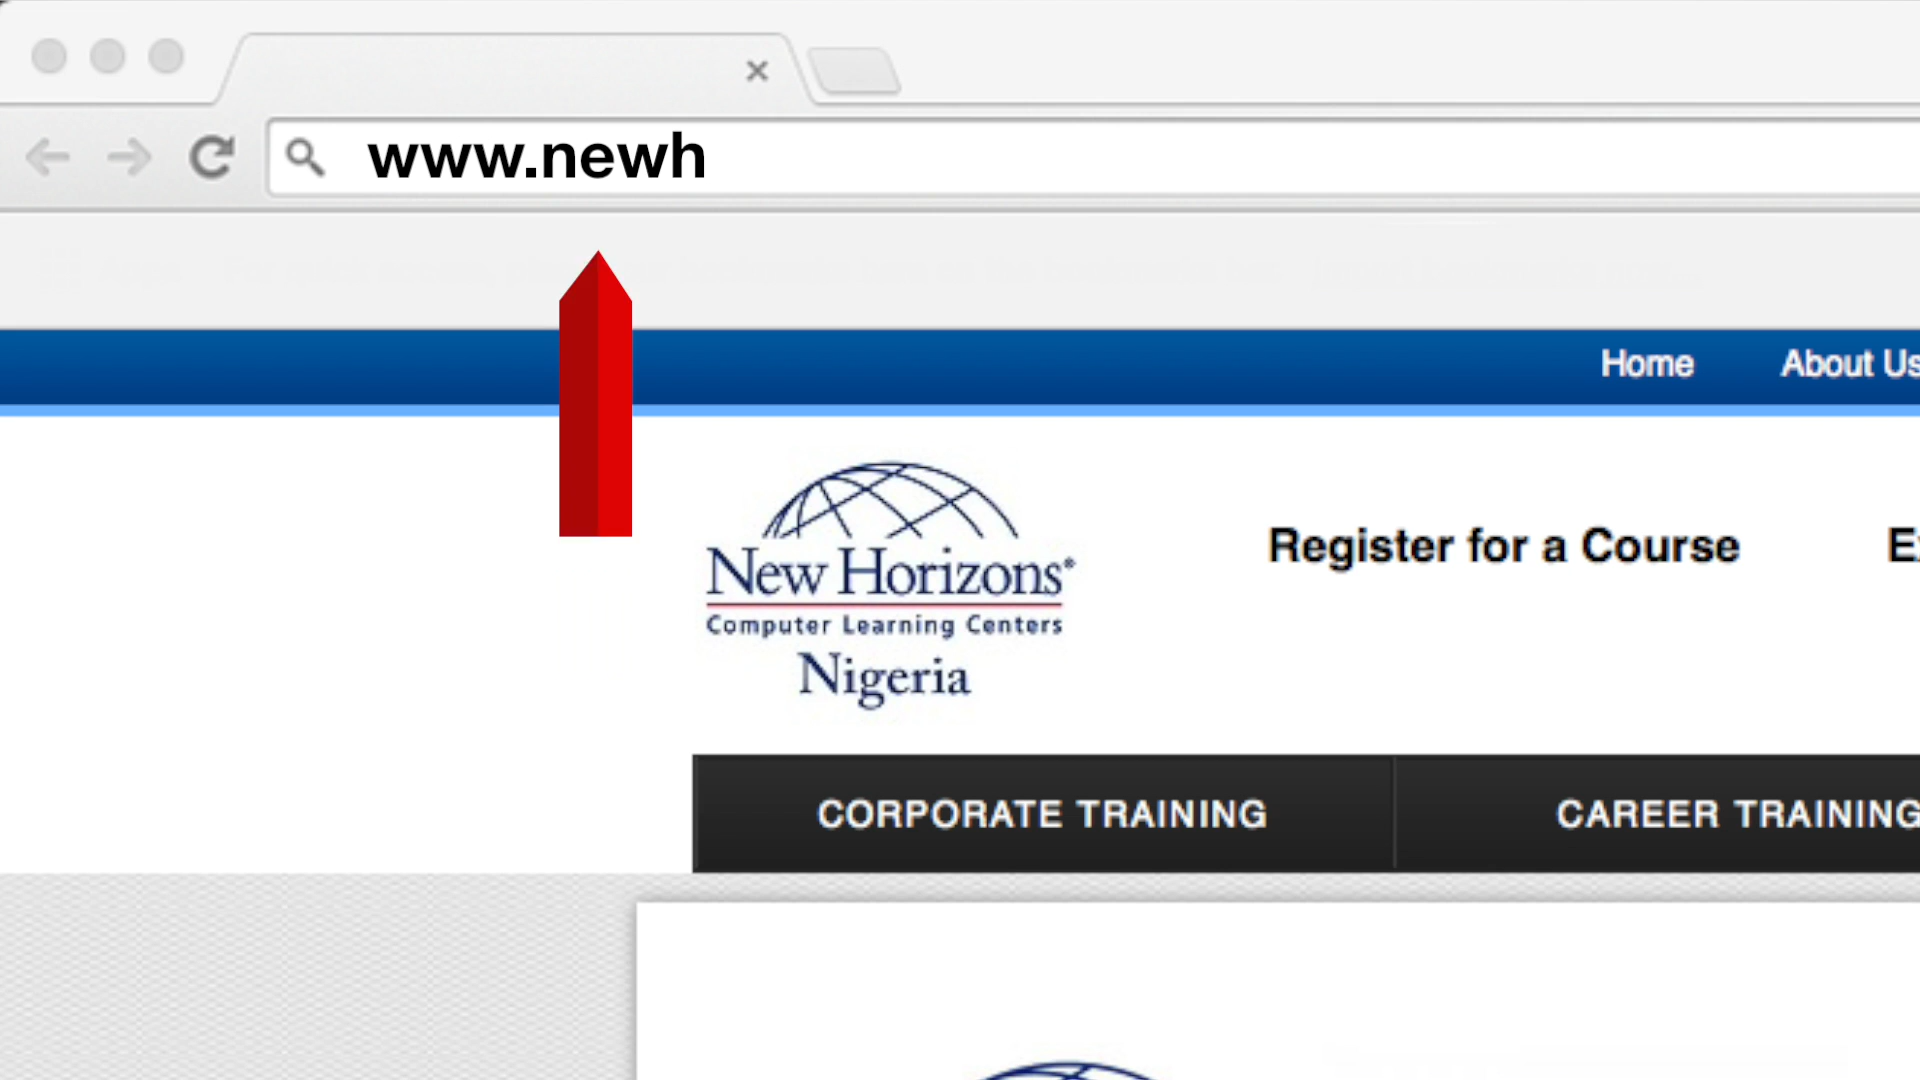 www.newh
Home About Us
Register for a Course
New Horizons®
Computer Learning Centers
Nigeria
CORPORATE TRAINING CAREER TRAINING